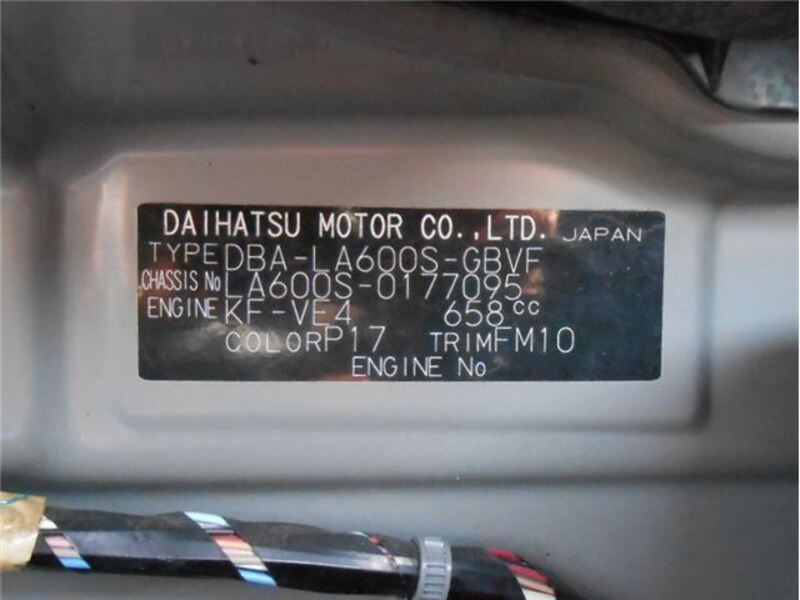 DAIHATSU MOTOR CO.,LTD. JAPAN
TYPE DBA-LA600S-GBVF
CHASSIS No LA600S-0177095
ENGINE KF-VE4 658cc
COLOR P17 TRIM FM10
ENGINE No